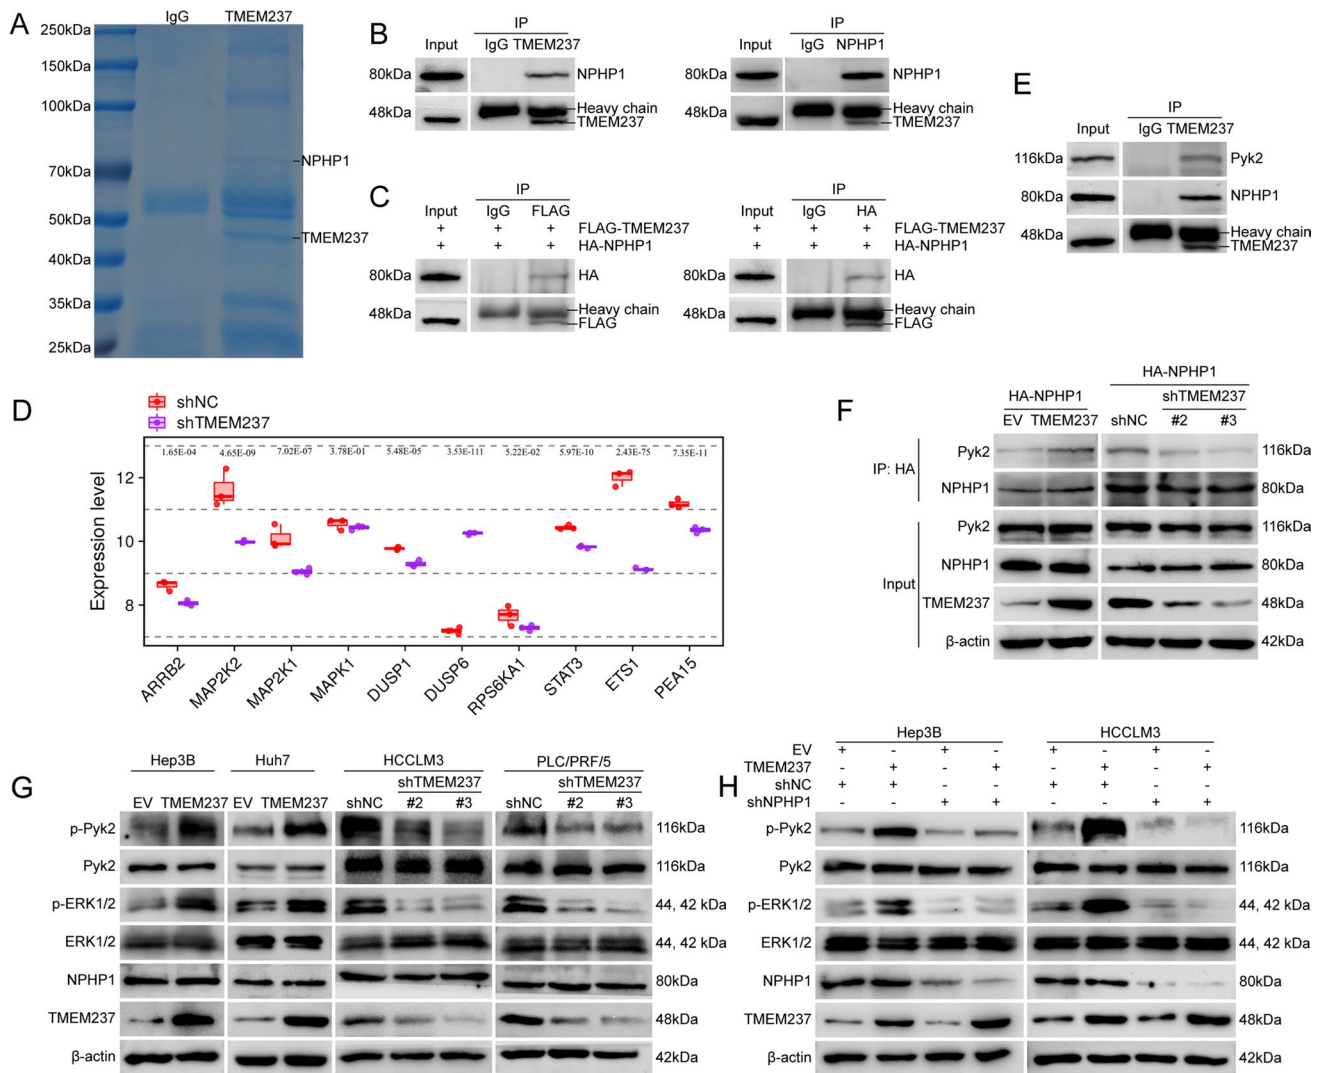 A
IgG TMEM237
250kDa
150kDa
100kDa
70kDa
50kDa
40kDa
35kDa
25kDa
NPHP1
TMEM237
B
IP
Input IgG TMEM237
80kDa NPHP1
48kDa Heavy chain
TMEM237
IP
Input IgG NPHP1
80kDa NPHP1
48kDa Heavy chain
TMEM237
C
IP
Input IgG FLAG
+ + + FLAG-TMEM237
+ + + HA-NPHP1
80kDa HA
48kDa Heavy chain
FLAG
IP
Input IgG HA
+ + + FLAG-TMEM237
+ + + HA-NPHP1
80kDa HA
48kDa Heavy chain
FLAG
E
IP
Input IgG TMEM237
116kDa Pyk2
80kDa NPHP1
48kDa Heavy chain
TMEM237
D
shNC
shTMEM237
1.65E-04 4.65E-09 7.02E-07 3.78E-01 5.48E-05 3.53E-111 5.22E-02 5.97E-10 2.43E-75 7.35E-11
Expression level
12
10
8
ARRB2 MAP2K2 MAP2K1 MAPK1 DUSP1 DUSP6 RPS6KA1 STAT3 ETS1 PEA15
F
HA-NPHP1
HA-NPHP1 shTMEM237
EV TMEM237 shNC #2 #3
IP: HA
Pyk2 116kDa
NPHP1 80kDa
Input
Pyk2 116kDa
NPHP1 80kDa
TMEM237 48kDa
β-actin 42kDa
G
Hep3B Huh7 HCCLM3 PLC/PRF/5
shTMEM237 shTMEM237
EV TMEM237 EV TMEM237 shNC #2 #3 shNC #2 #3
p-Pyk2 116kDa
Pyk2 116kDa
p-ERK1/2 44, 42 kDa
ERK1/2 44, 42 kDa
NPHP1 80kDa
TMEM237 48kDa
β-actin 42kDa
H
Hep3B HCCLM3
EV + - + - + - + -
TMEM237 - + - + - + - +
shNC + + - - + + - -
shNPHP1 - - + + - - + +
p-Pyk2 116kDa
Pyk2 116kDa
p-ERK1/2 44, 42 kDa
ERK1/2 44, 42 kDa
NPHP1 80kDa
TMEM237 48kDa
β-actin 42kDa